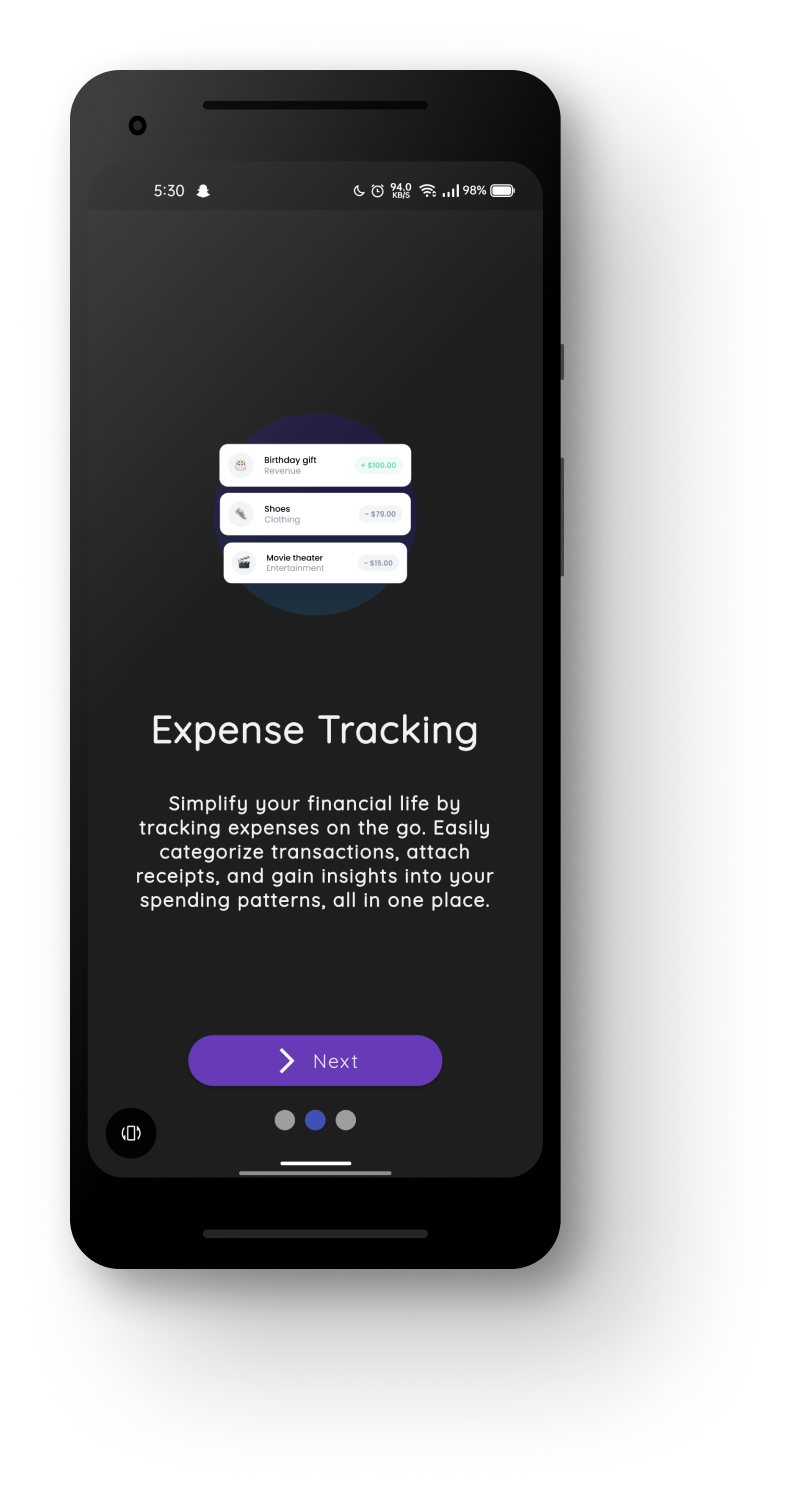 5:30
94.0
KB/S
98%
Birthday gift
Revenue
+ $100.00
Shoes
Clothing
- $79.00
Movie theater
Entertainment
- $15.00
Expense Tracking
Simplify your financial life by
tracking expenses on the go. Easily
categorize transactions, attach
receipts, and gain insights into your
spending patterns, all in one place.
Next